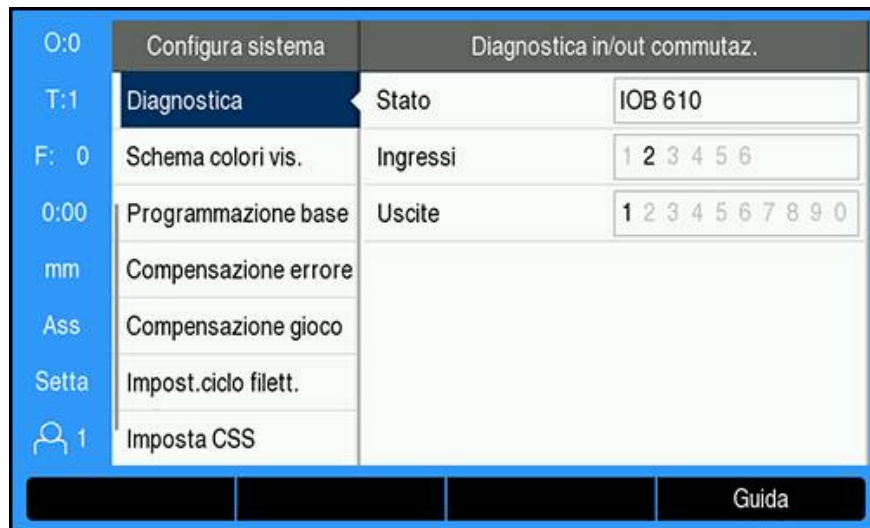 O:0
Configura sistema
Diagnostica in/out commutaz.
T:1
Diagnostica
Stato
IOB 610
F: 0
Schema colori vis.
Ingressi
1 2 3 4 5 6
0:00
Programmazione base
Uscite
1 2 3 4 5 6 7 8 9 0
mm
Compensazione errore
Ass
Compensazione gioco
Setta
Impost.ciclo filett.
1
Imposta CSS
Guida